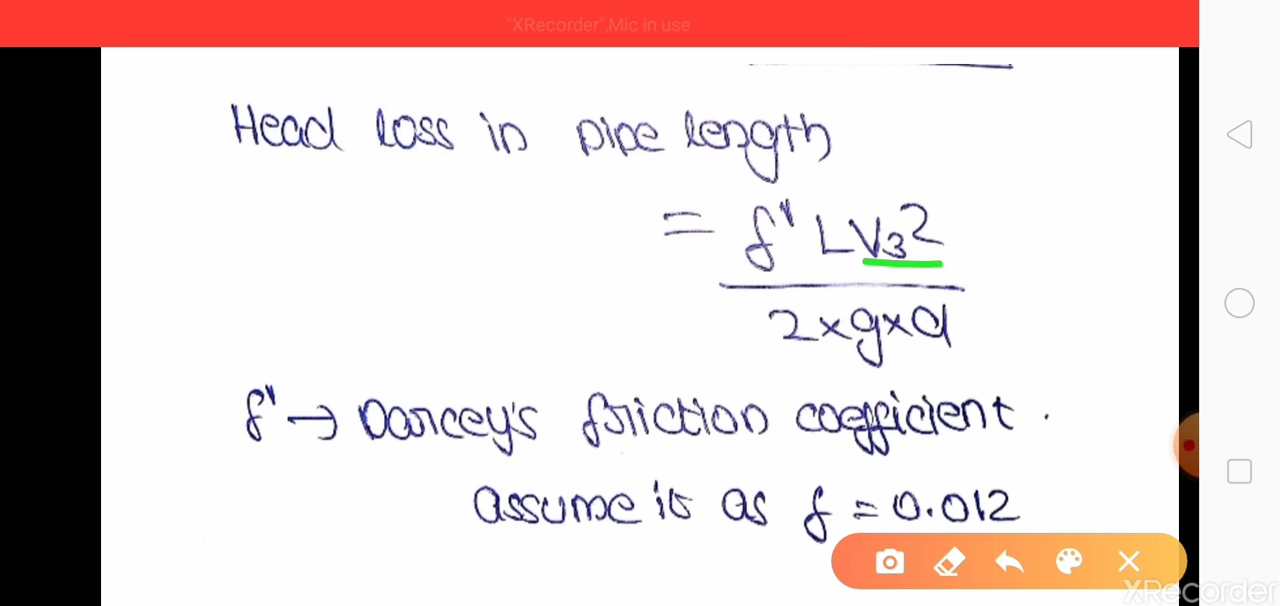 "XRecorder",Mic in use
Head loss in pipe length
= f' L V₃²
2×g×d
f' → Darcey's friction coefficient.
assume it as f = 0.012
XRecorder